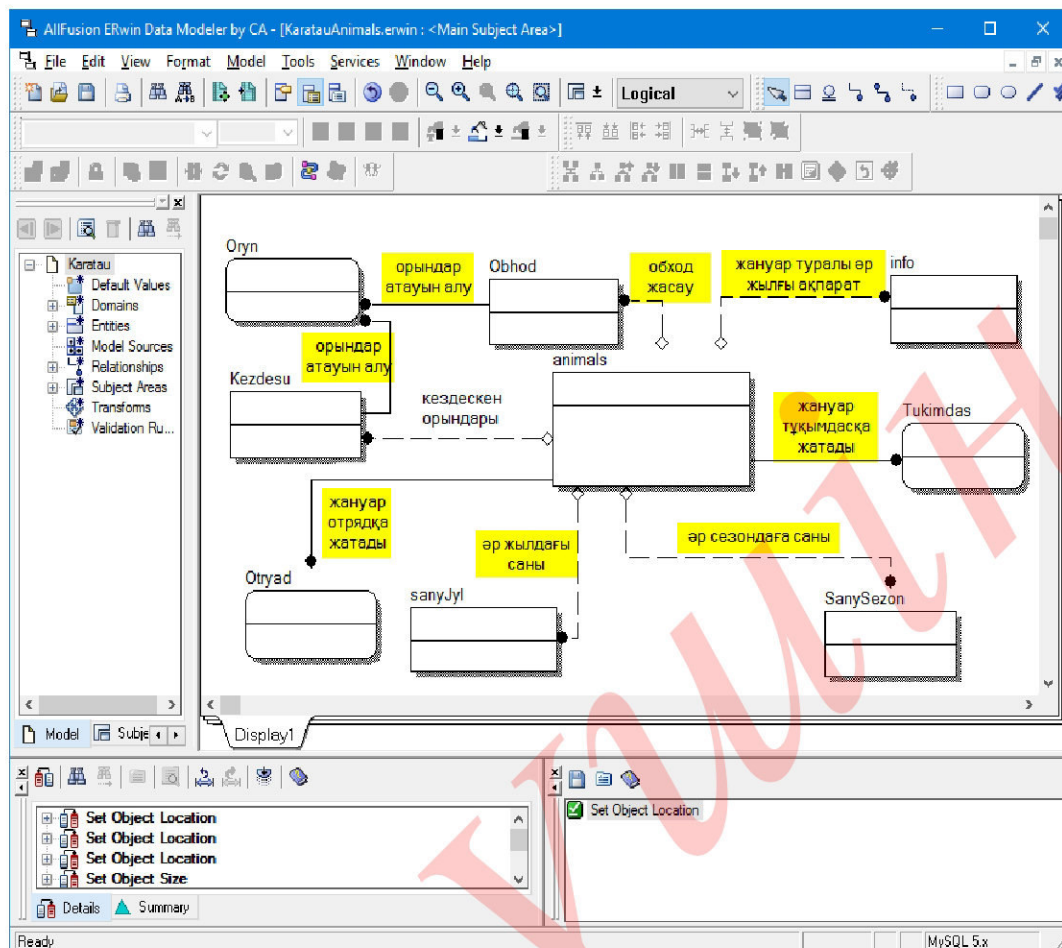 AllFusion ERwin Data Modeler by CA - [KaratauAnimals.erwin : <Main Subject Area>]
File Edit View Format Model Tools Services Window Help
Logical
Karatau
Default Values
Domains
Entities
Model Sources
Relationships
Subject Areas
Transforms
Validation Ru...
Model
Subje
Oryn
орындар
атауын алу
Obhod
обход
жасау
жануар туралы әр
жылғы ақпарат
info
орындар
атауын алу
Kezdesu
кездескен
орындары
animals
жануар
тұқымдасқа
жатады
Tukimdas
жануар
отрядқа
жатады
Otryad
әр жылдағы
саны
sanyJyl
әр сезондаға саны
SanySezon
Display1
Set Object Location
Set Object Location
Set Object Location
Set Object Size
Details
Summary
Set Object Location
Ready
MySQL 5.x